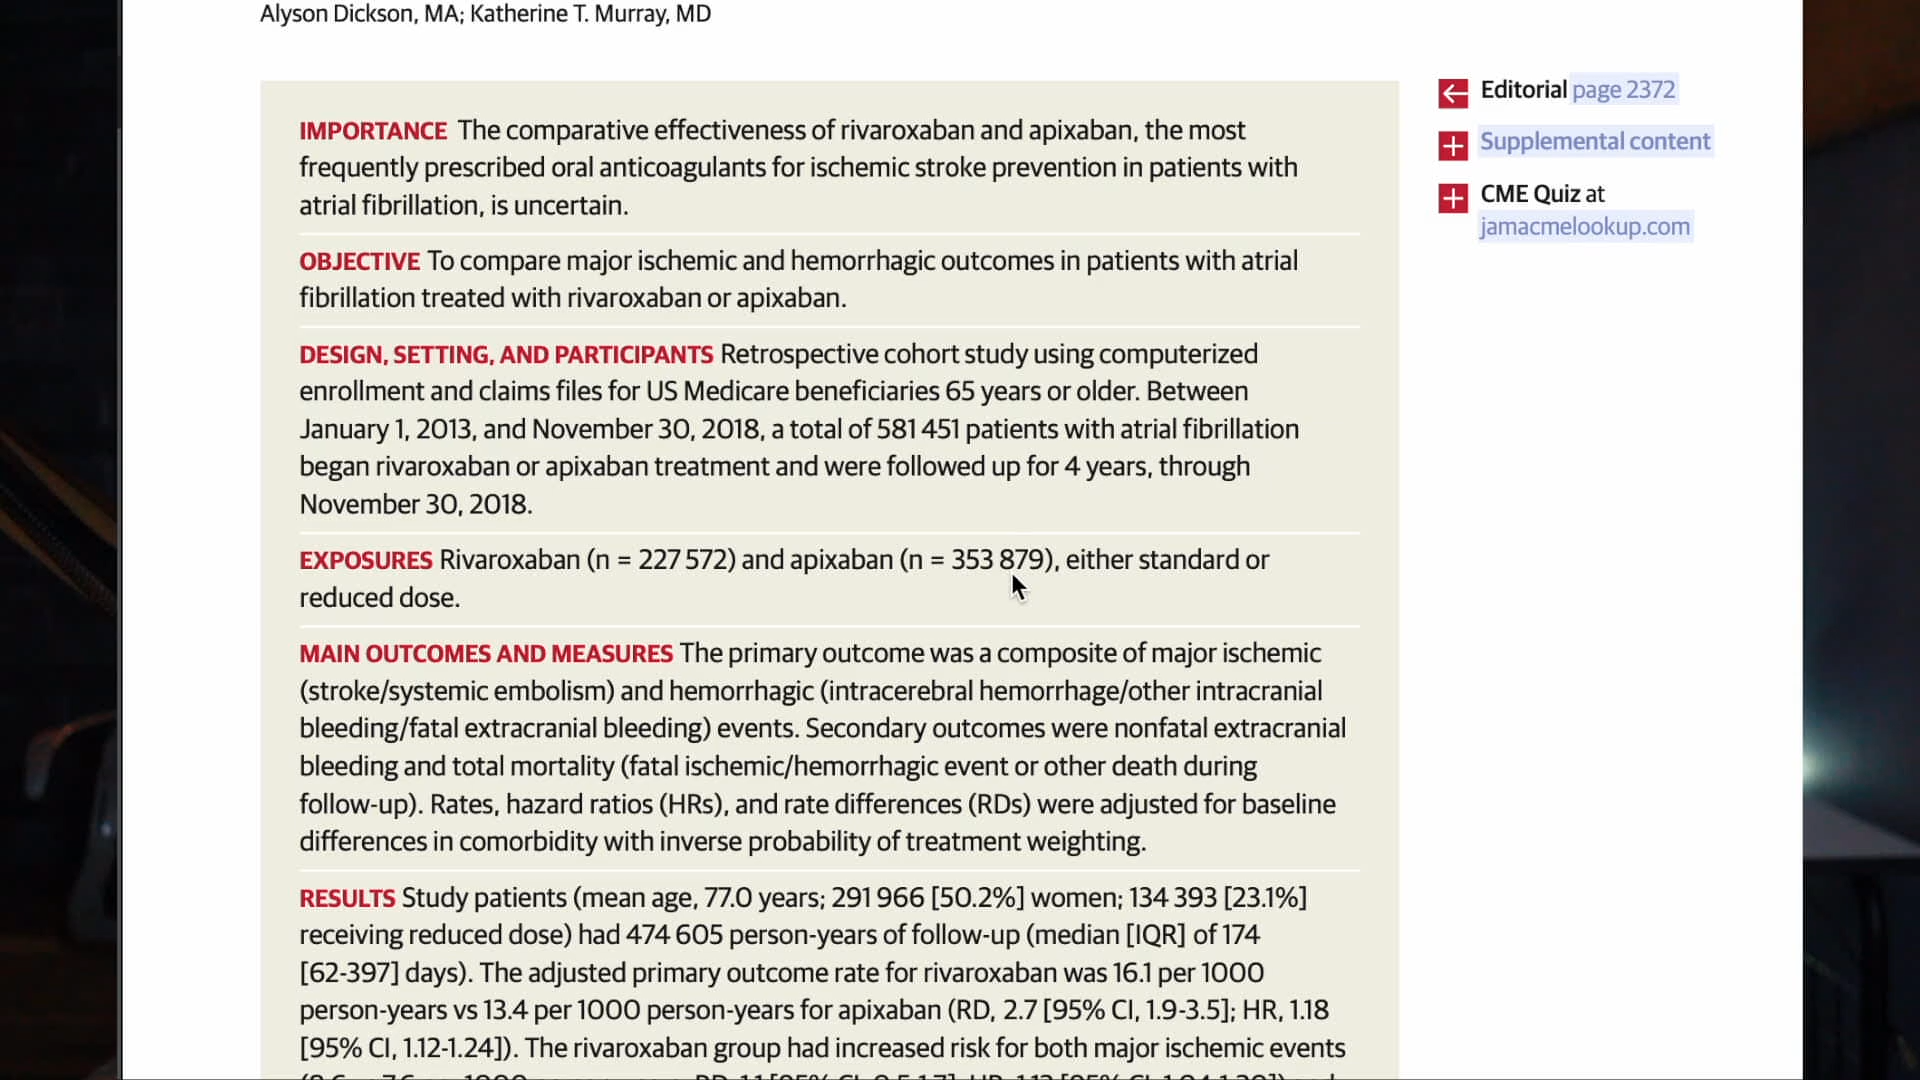 Alyson Dickson, MA; Katherine T. Murray, MD
IMPORTANCE The comparative effectiveness of rivaroxaban and apixaban, the most
frequently prescribed oral anticoagulants for ischemic stroke prevention in patients with
atrial fibrillation, is uncertain.
OBJECTIVE To compare major ischemic and hemorrhagic outcomes in patients with atrial
fibrillation treated with rivaroxaban or apixaban.
DESIGN, SETTING, AND PARTICIPANTS Retrospective cohort study using computerized
enrollment and claims files for US Medicare beneficiaries 65 years or older. Between
January 1, 2013, and November 30, 2018, a total of 581 451 patients with atrial fibrillation
began rivaroxaban or apixaban treatment and were followed up for 4 years, through
November 30, 2018.
EXPOSURES Rivaroxaban (n = 227 572) and apixaban (n = 353 879), either standard or
reduced dose.
MAIN OUTCOMES AND MEASURES The primary outcome was a composite of major ischemic
(stroke/systemic embolism) and hemorrhagic (intracerebral hemorrhage/other intracranial
bleeding/fatal extracranial bleeding) events. Secondary outcomes were nonfatal extracranial
bleeding and total mortality (fatal ischemic/hemorrhagic event or other death during
follow-up). Rates, hazard ratios (HRs), and rate differences (RDs) were adjusted for baseline
differences in comorbidity with inverse probability of treatment weighting.
RESULTS Study patients (mean age, 77.0 years; 291 966 [50.2%] women; 134 393 [23.1%]
receiving reduced dose) had 474 605 person-years of follow-up (median [IQR] of 174
[62-397] days). The adjusted primary outcome rate for rivaroxaban was 16.1 per 1000
person-years vs 13.4 per 1000 person-years for apixaban (RD, 2.7 [95% CI, 1.9-3.5]; HR, 1.18
[95% CI, 1.12-1.24]). The rivaroxaban group had increased risk for both major ischemic events
Editorial page 2372
Supplemental content
CME Quiz at
jamacmelookup.com